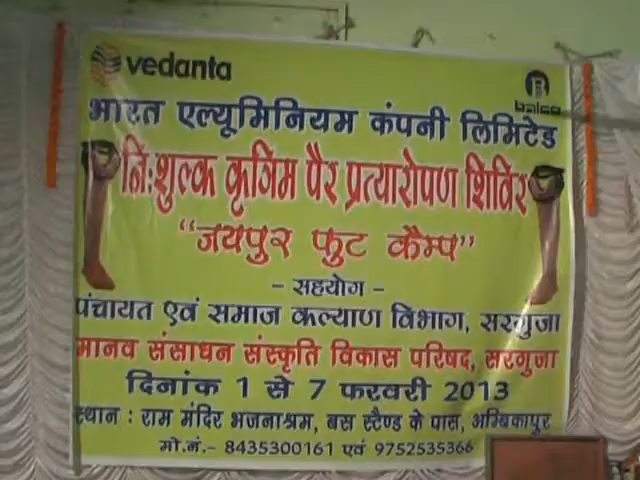 vedanta
balco
भारत एल्यूमिनियम कंपनी लिमिटेड
नि:शुल्क कृत्रिम पैर प्रत्यारोपण शिविर
"जयपुर फुट कैम्प"
- सहयोग -
पंचायत एवं समाज कल्याण विभाग, सरगुजा
मानव संसाधन संस्कृति विकास परिषद, सरगुजा
दिनांक 1 से 7 फरवरी 2013
स्थान : राम मंदिर भजनाश्रम, बस स्टैण्ड के पास, अम्बिकापुर
मो.नं.- 8435300161 एवं 9752535366